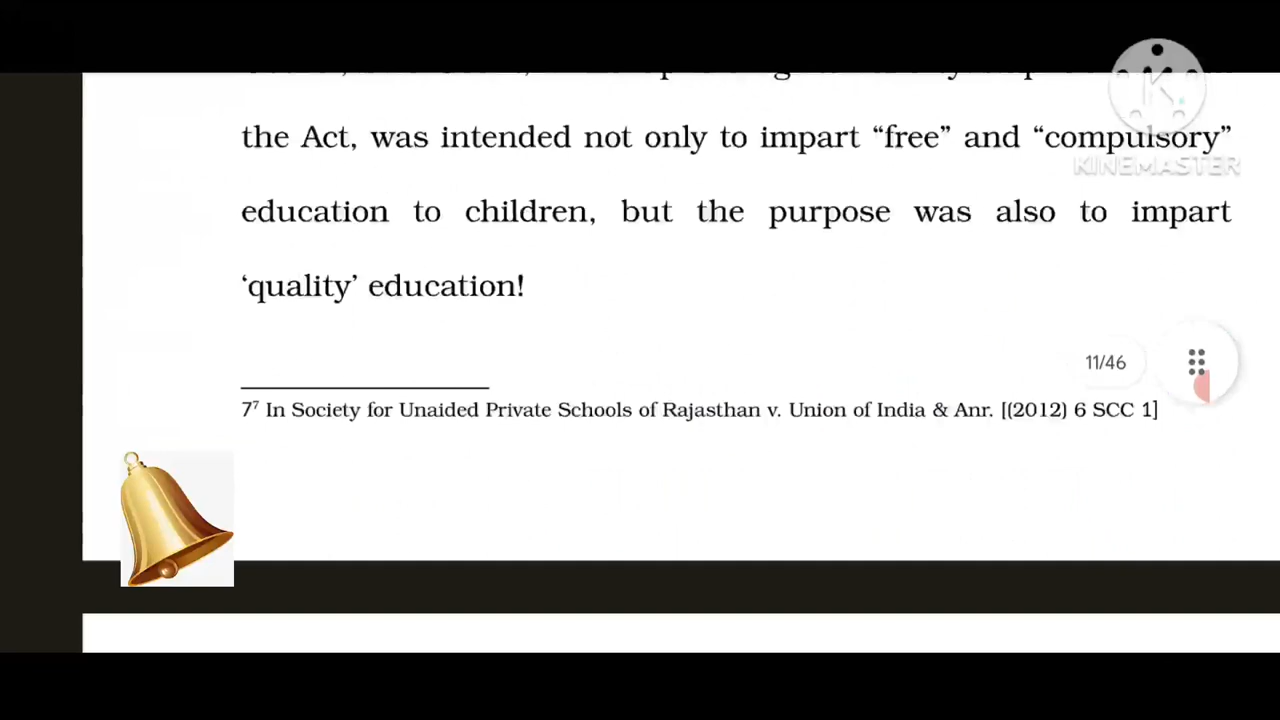 the Act, was intended not only to impart “free” and “compulsory”
KINEMASTER
education to children, but the purpose was also to impart
‘quality’ education!
11/46
7⁷ In Society for Unaided Private Schools of Rajasthan v. Union of India & Anr. [(2012) 6 SCC 1]